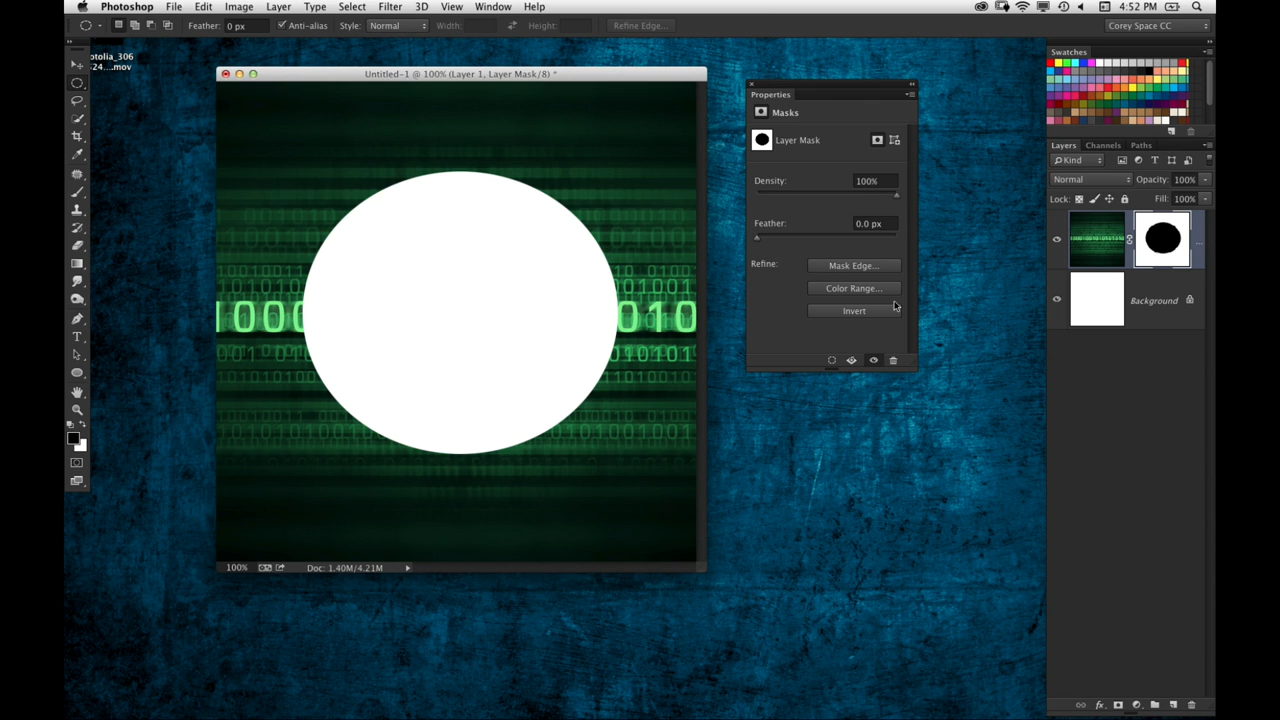 Photoshop File Edit Image Layer Type Select Filter 3D View Window Help 4:52 PM
Feather: 0 px Anti-alias Style: Normal Width: Height: Refine Edge... Corey Space CC
otolia_306
24....mov
Untitled-1 @ 100% (Layer 1, Layer Mask/8) *
100% Doc: 1.40M/4.21M
Properties
Masks
Layer Mask
Density: 100%
Feather: 0.0 px
Refine: Mask Edge...
Color Range...
Invert
Swatches
Layers Channels Paths
Kind
Normal Opacity: 100%
Lock: Fill: 100%
...
Background